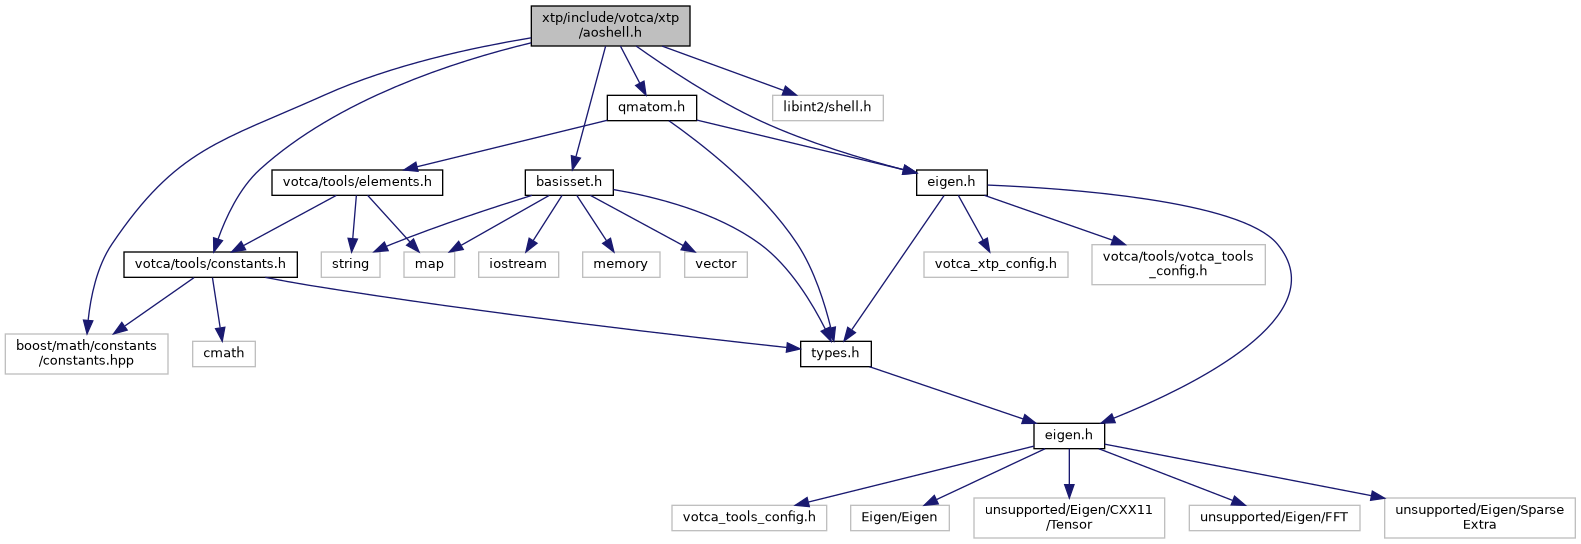 xtp/include/votca/xtp
/aoshell.h
qmatom.h
libint2/shell.h
votca/tools/elements.h
basisset.h
eigen.h
votca/tools/constants.h
string
map
iostream
memory
vector
votca_xtp_config.h
votca/tools/votca_tools
_config.h
boost/math/constants
/constants.hpp
cmath
types.h
eigen.h
votca_tools_config.h
Eigen/Eigen
unsupported/Eigen/CXX11
/Tensor
unsupported/Eigen/FFT
unsupported/Eigen/Sparse
Extra